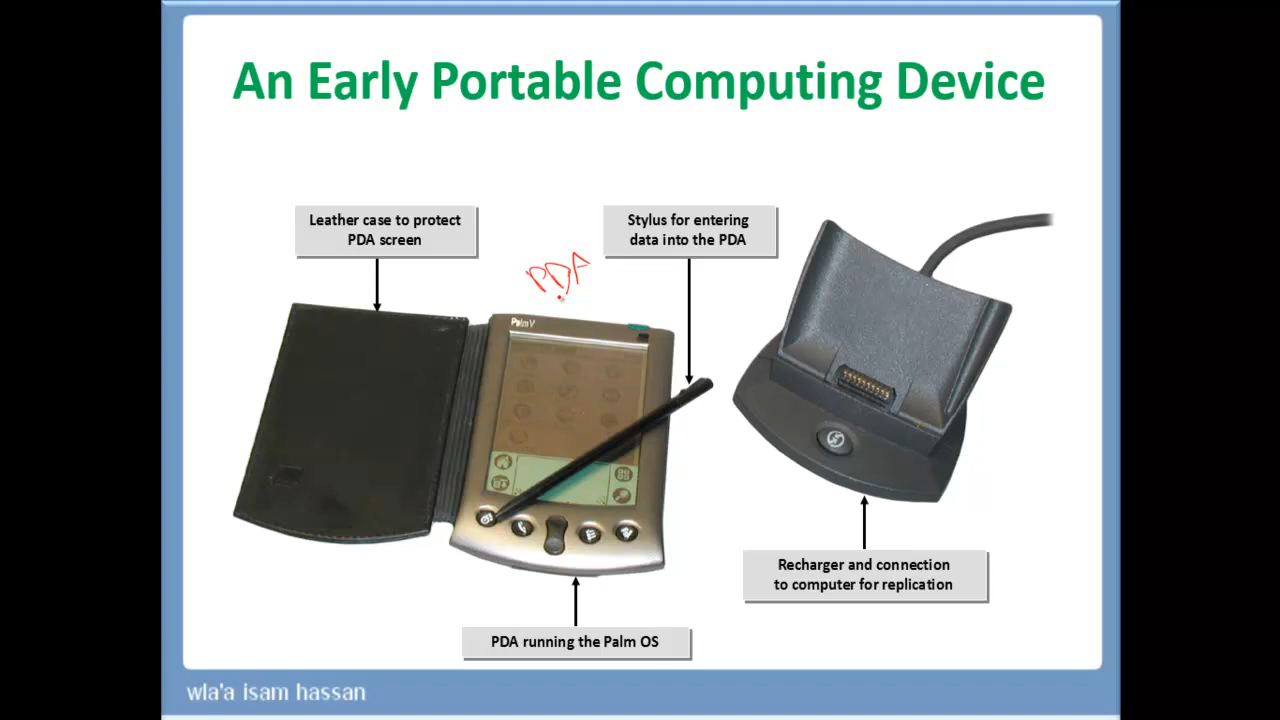 An Early Portable Computing Device
Leather case to protect
PDA screen
Stylus for entering
data into the PDA
PDA
Palm V
Recharger and connection
to computer for replication
PDA running the Palm OS
wla'a isam hassan